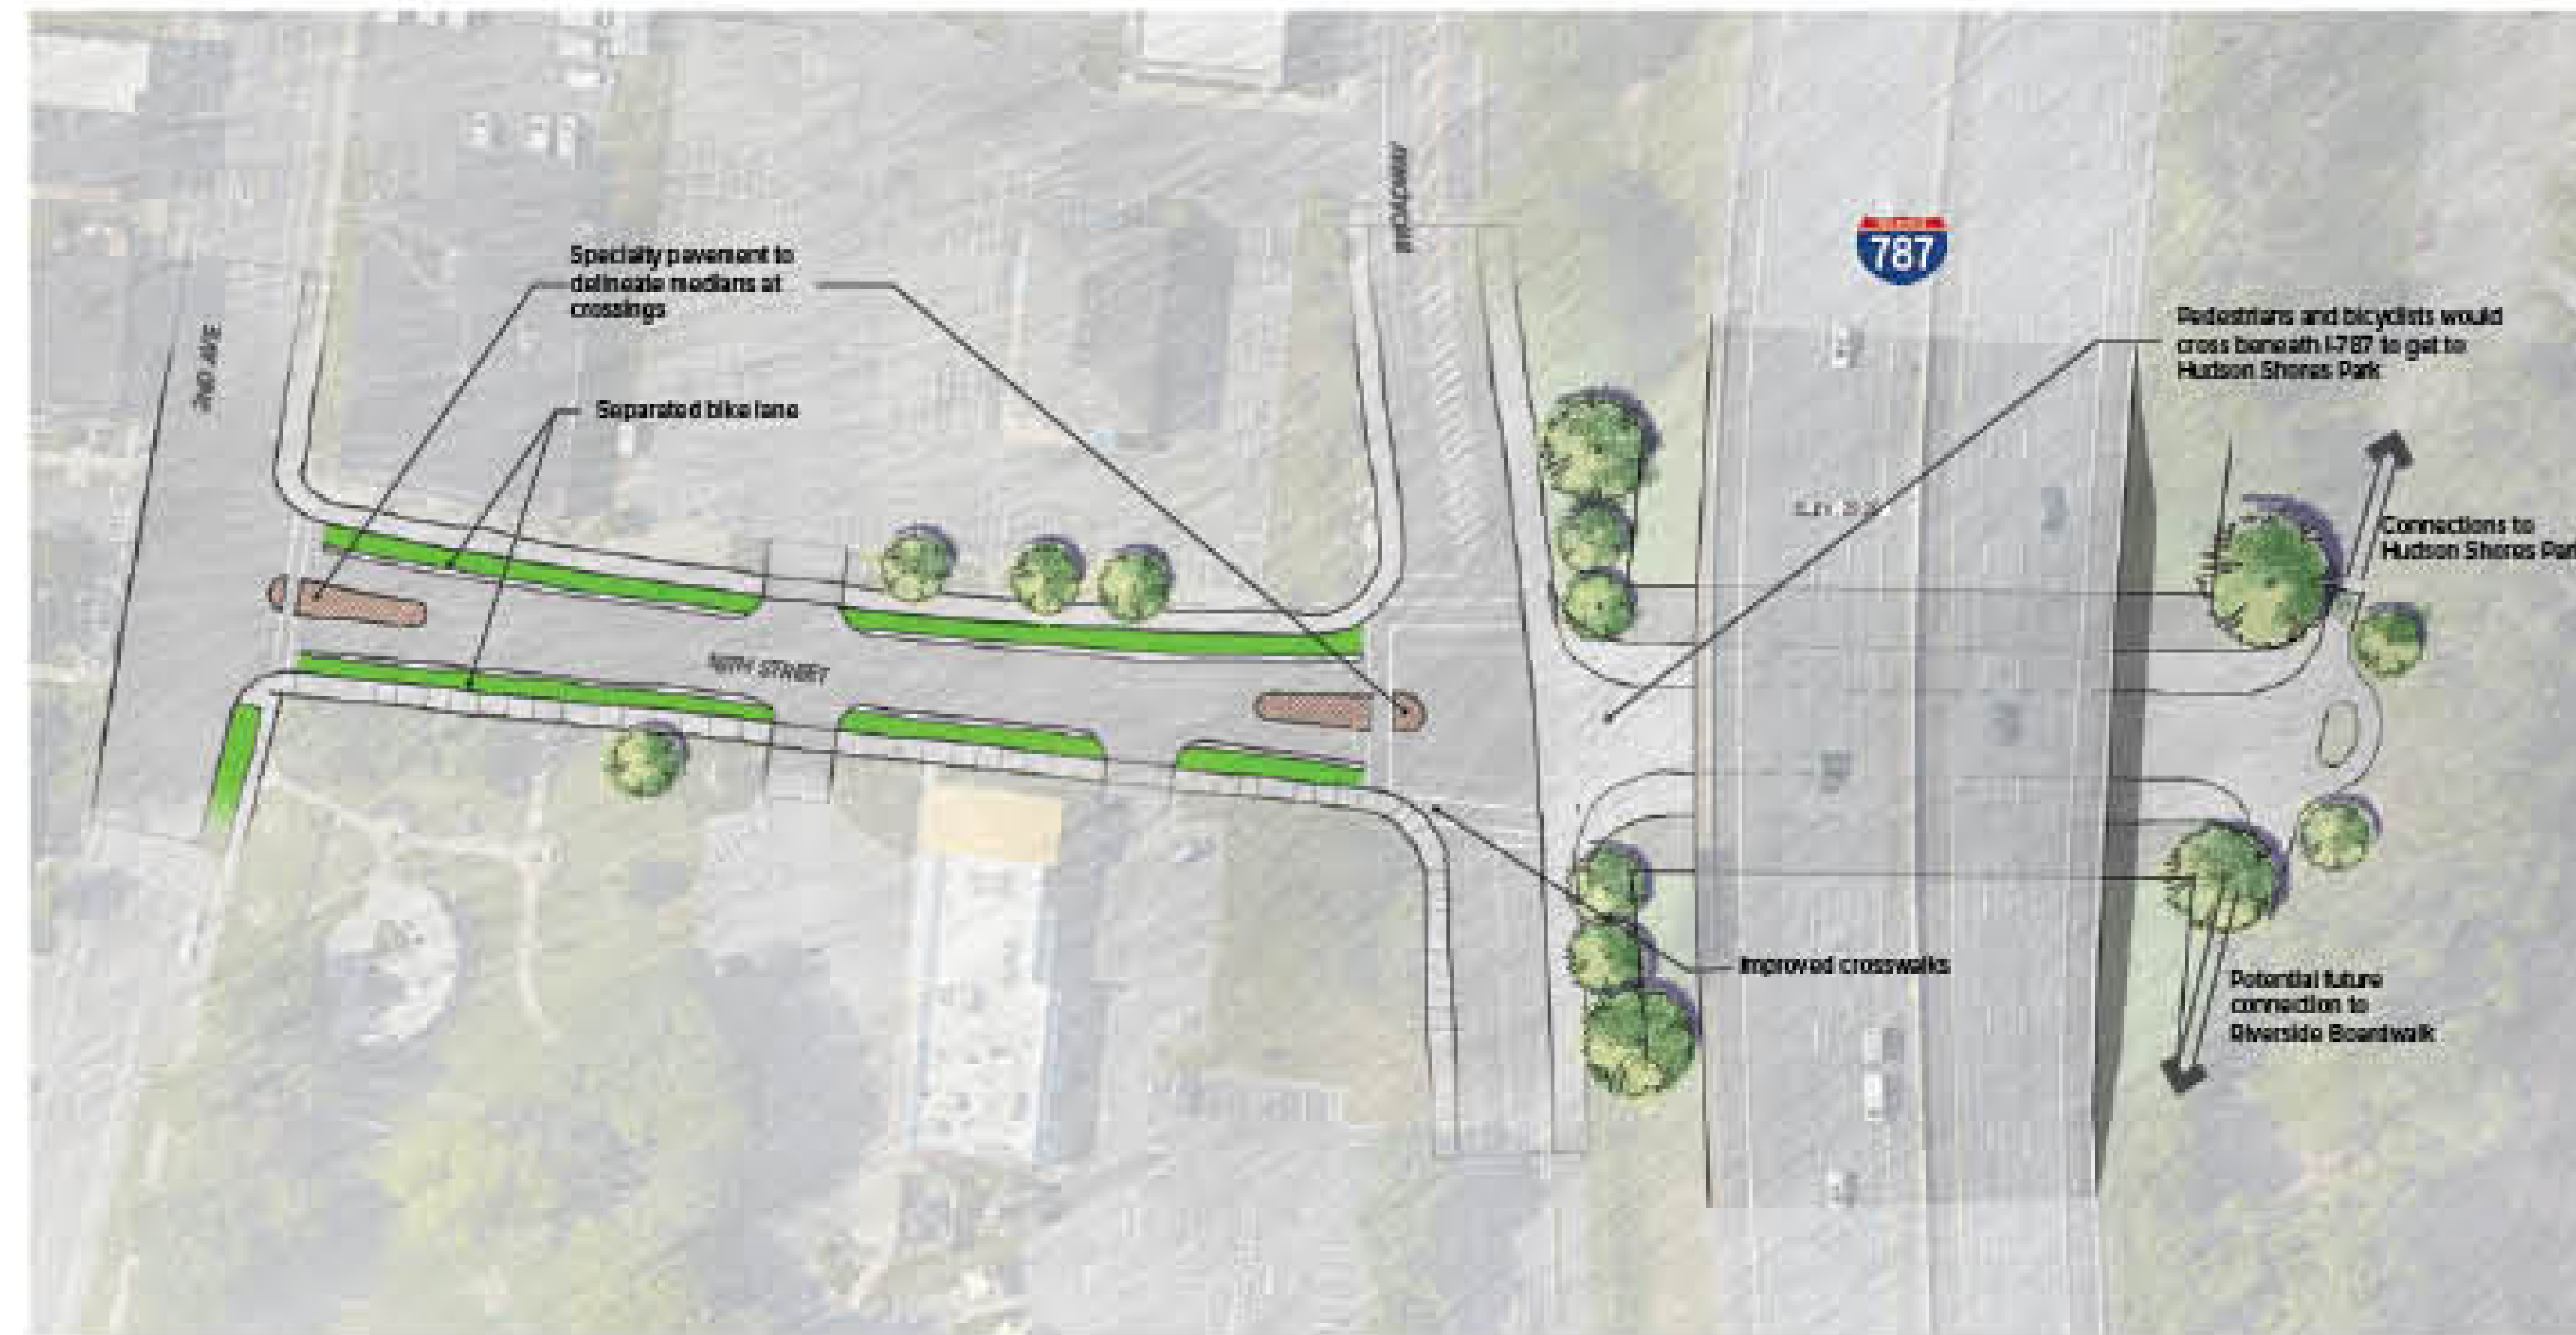 BROADWAY
787
Specialty pavement to
delineate medians at
crossings
Pedestrians and bicyclists would
cross beneath I-787 to get to
Hudson Shores Park
2ND AVE
Separated bike lane
Connections to
Hudson Shores Park
STREET
Improved crosswalks
Potential future
connection to
Riverside Boardwalk